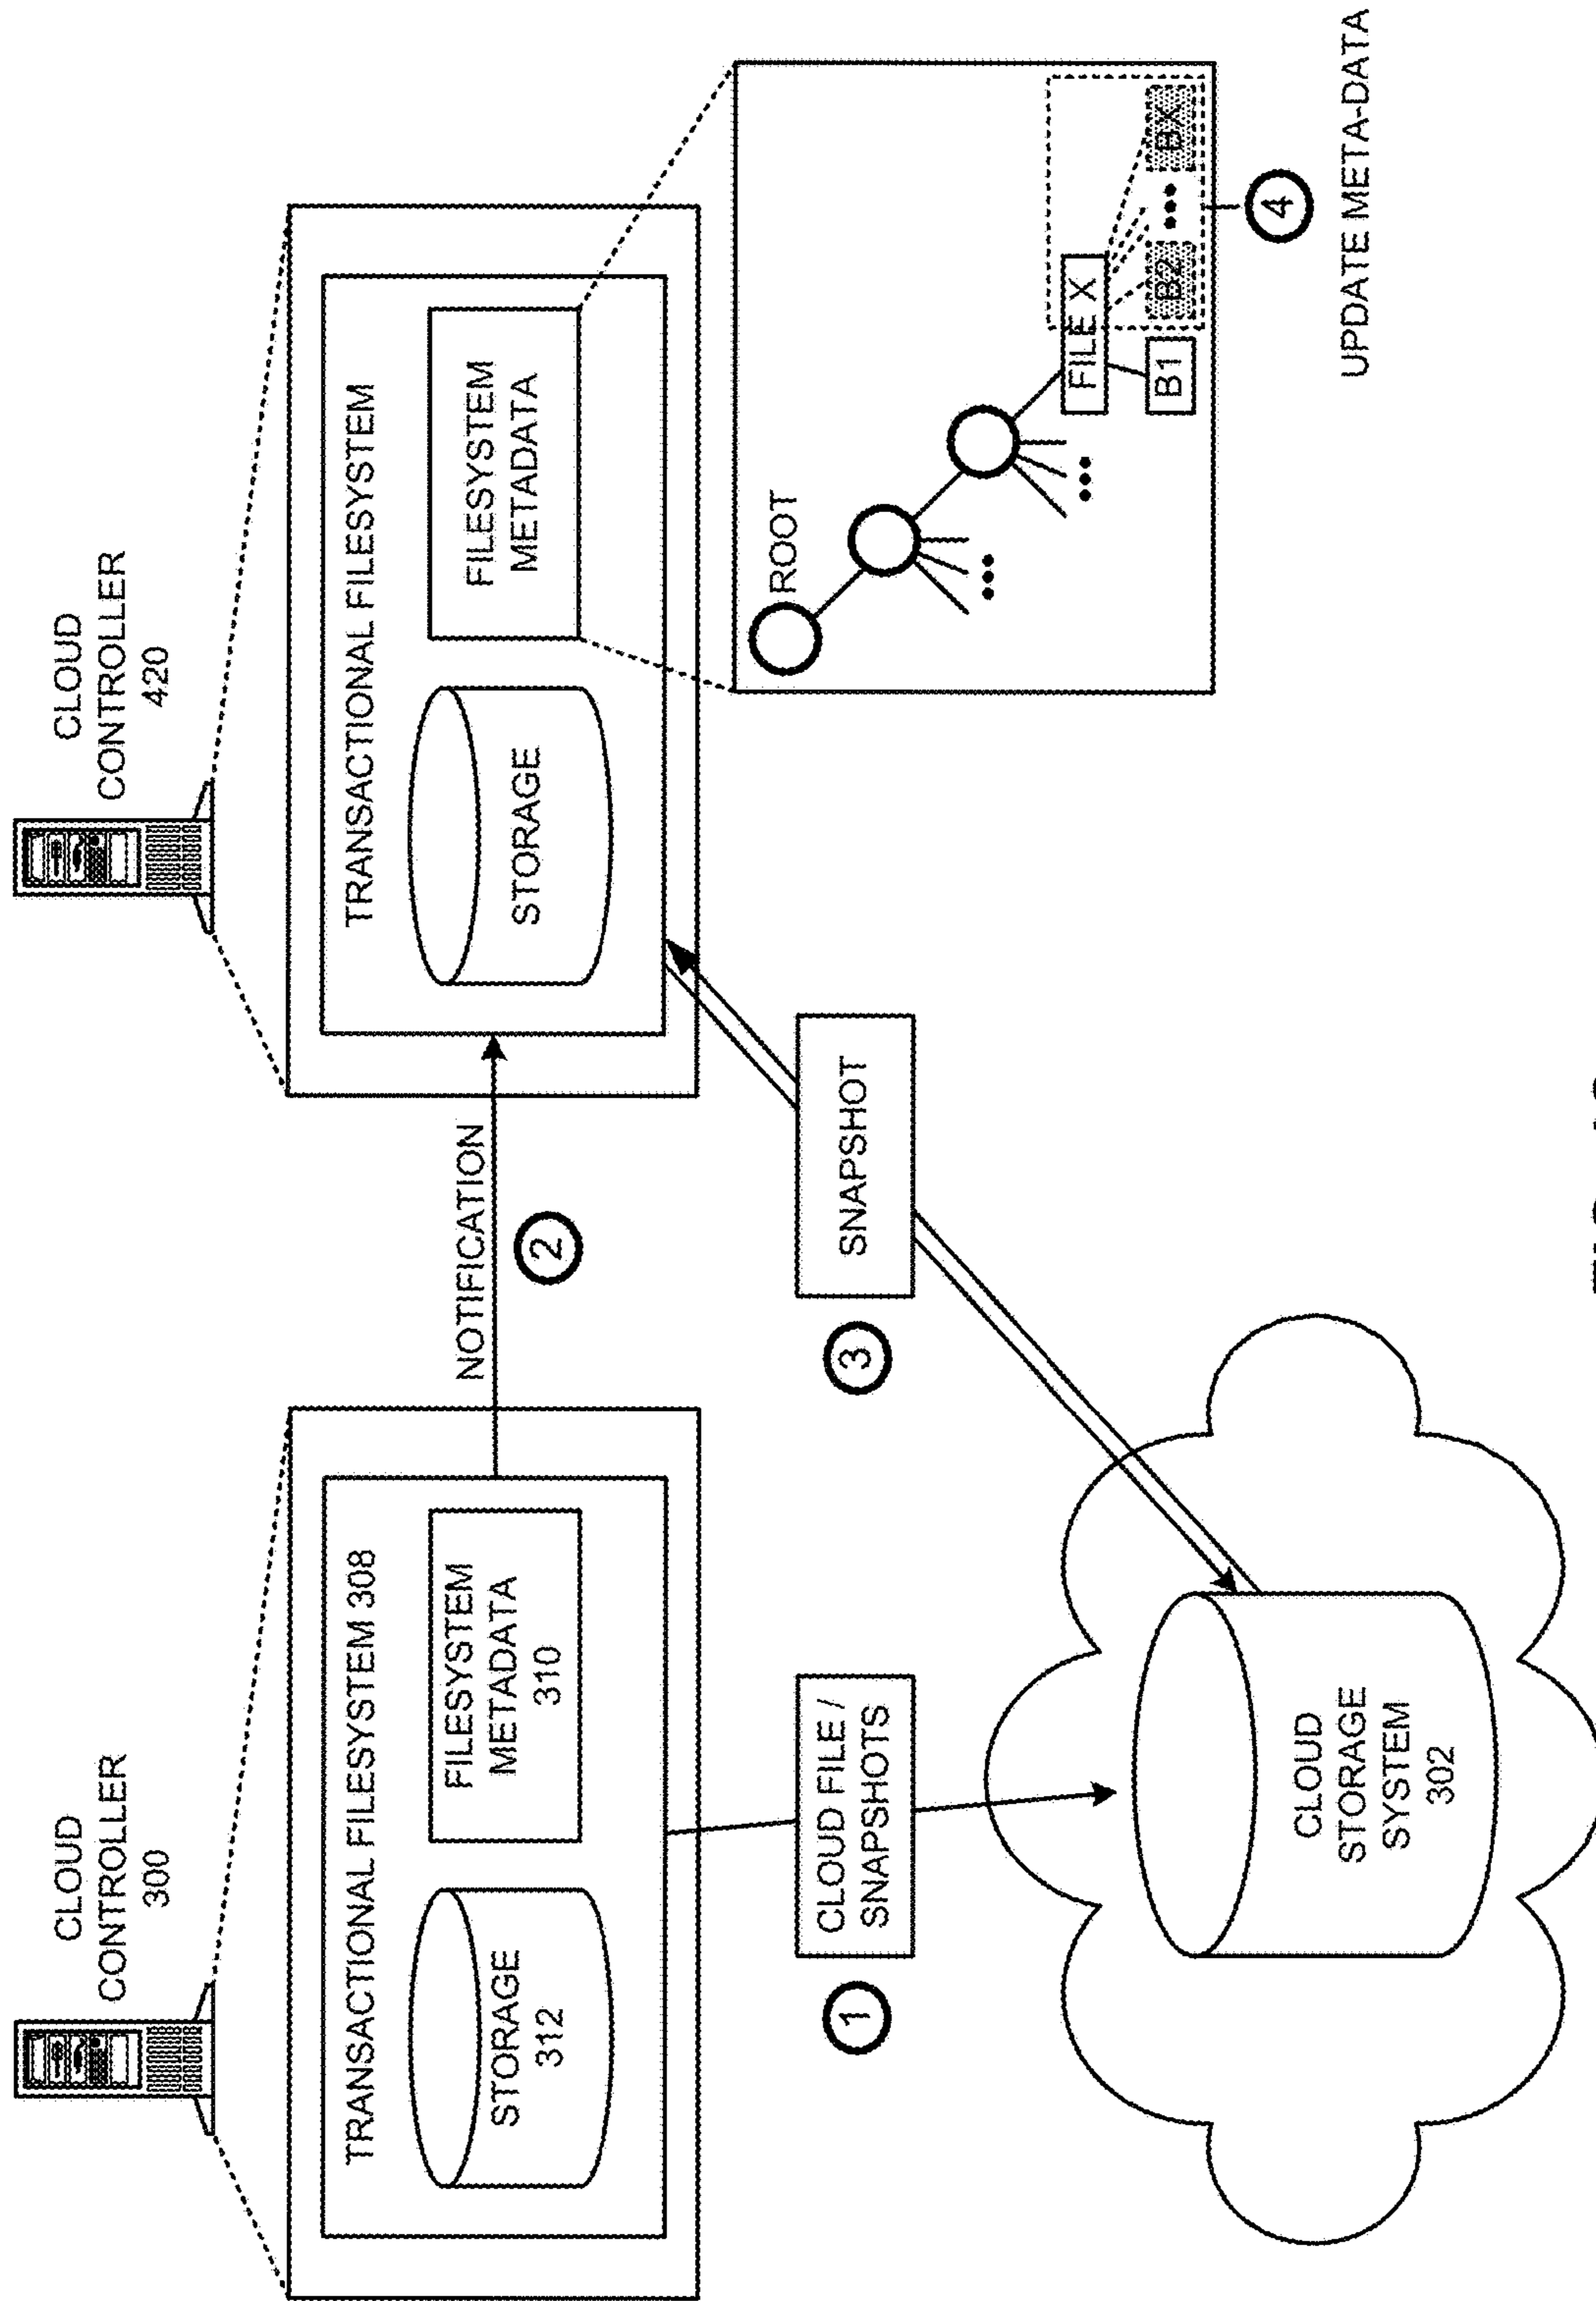 CLOUD
CONTROLLER
300
TRANSACTIONAL FILESYSTEM 308
STORAGE
312
FILESYSTEM
METADATA
310
NOTIFICATION
2
CLOUD
CONTROLLER
420
TRANSACTIONAL FILESYSTEM
STORAGE
FILESYSTEM
METADATA
1
CLOUD FILE /
SNAPSHOTS
3
SNAPSHOT
CLOUD
STORAGE
SYSTEM
302
ROOT
FILE X
B1
B2
BX
4
UPDATE META-DATA